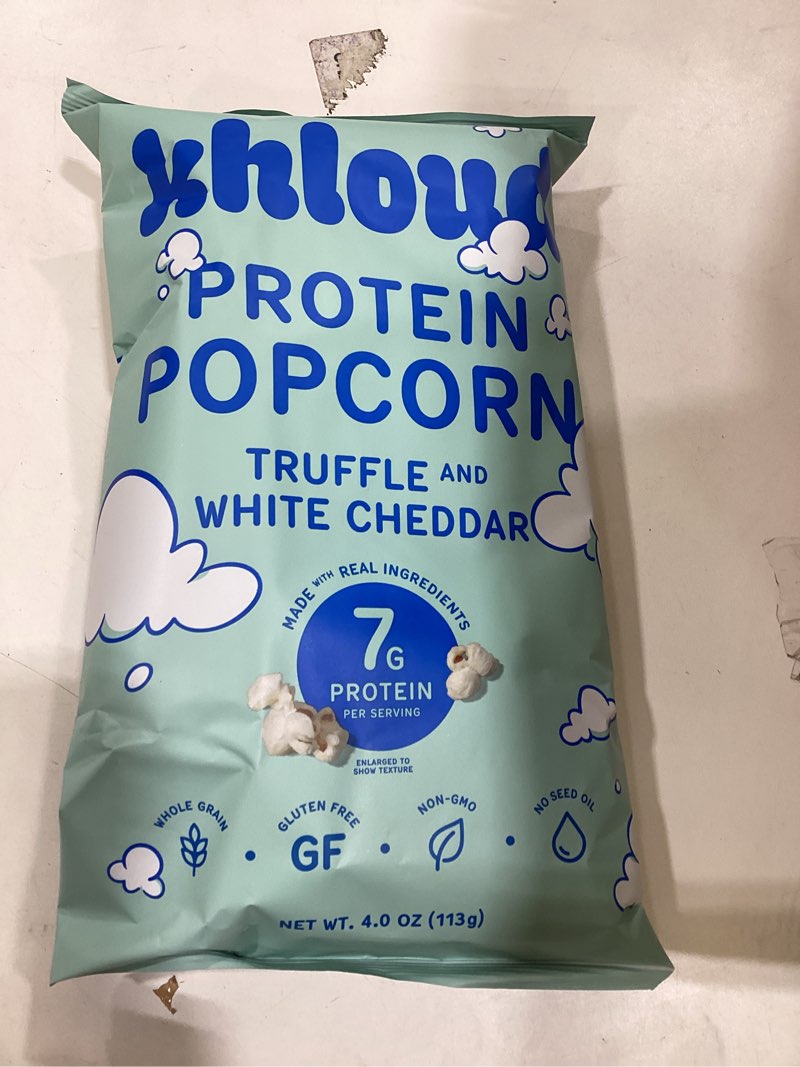 khloud
PROTEIN
POPCORN
TRUFFLE AND
WHITE CHEDDAR
MADE WITH REAL INGREDIENTS
7G
PROTEIN
PER SERVING
ENLARGED TO
SHOW TEXTURE
WHOLE GRAIN
GLUTEN FREE
GF
NON-GMO
NO SEED OIL
NET WT. 4.0 OZ (113g)